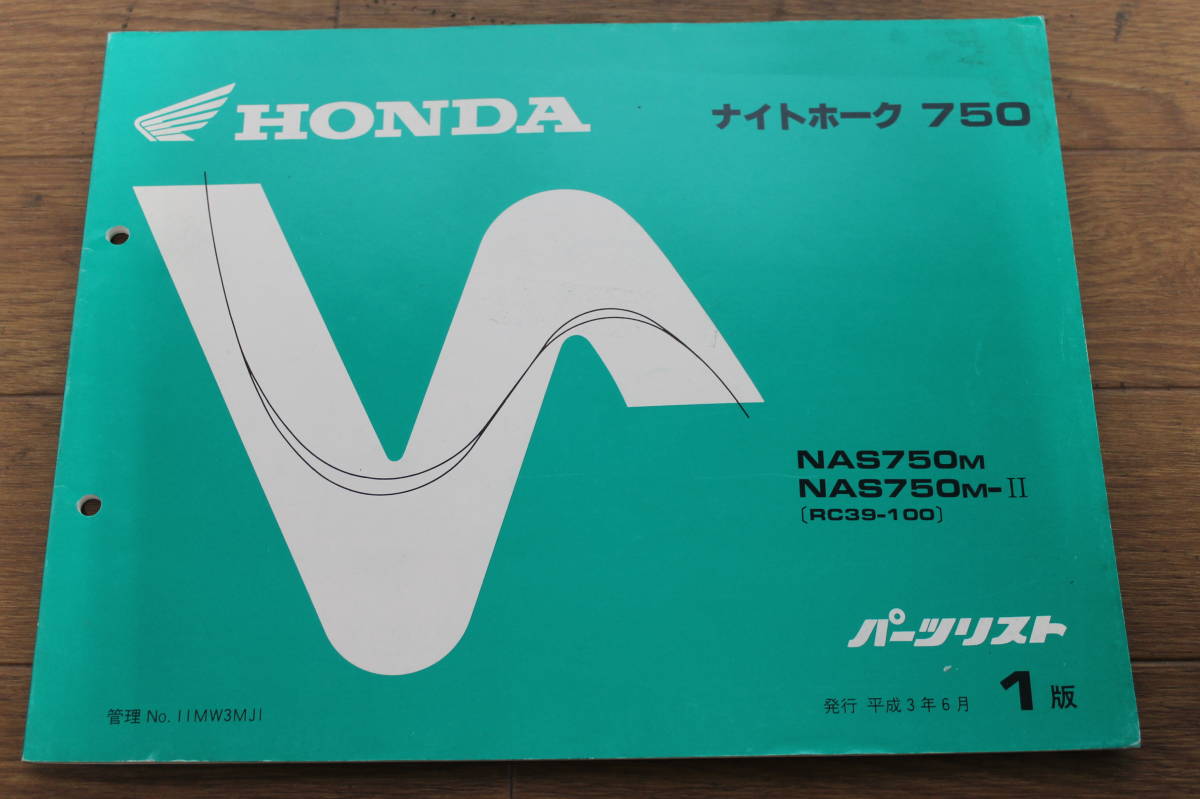 HONDA
ナイトホーク 750
NAS750M
NAS750M-II
〔RC39-100〕
パーツリスト
管理 No. 11MW3MJ1
発行 平成3年6月 1版